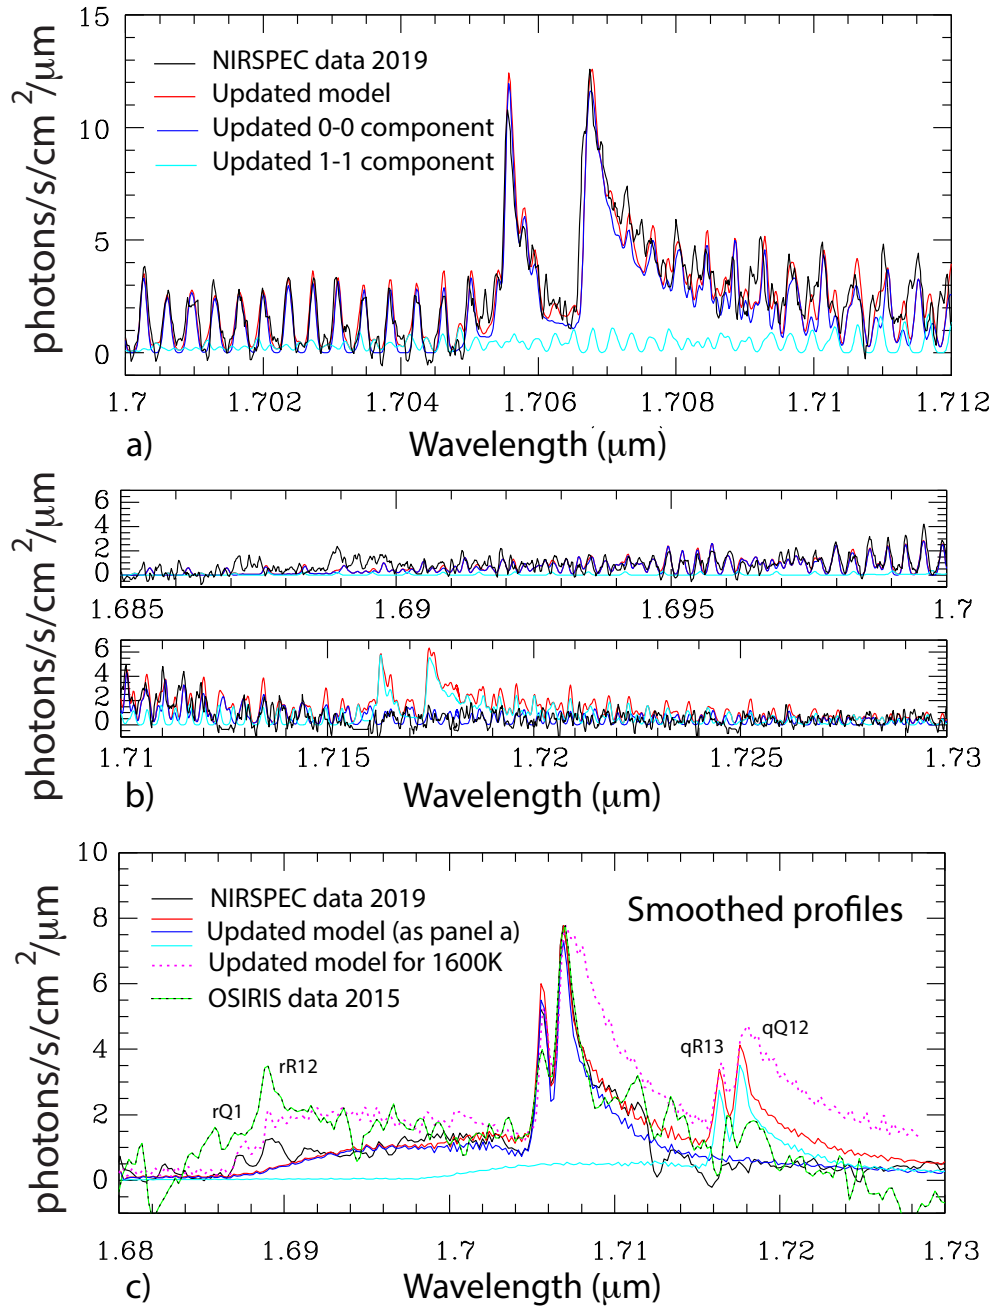 15
10
5
0
photons/s/cm 2/µm
NIRSPEC data 2019
Updated model
Updated 0-0 component
Updated 1-1 component
1.7 1.702 1.704 1.706 1.708 1.71 1.712
a) Wavelength (µm)
6
4
2
0
1.685 1.69 1.695 1.7
photons/s/cm 2/µm
6
4
2
0
1.71 1.715 1.72 1.725 1.73
b) Wavelength (µm)
10
8
6
4
2
0
photons/s/cm 2/µm
NIRSPEC data 2019
Updated model (as panel a)
Updated model for 1600K
OSIRIS data 2015
Smoothed profiles
rQ1
rR12
qR13
qQ12
1.68 1.69 1.7 1.71 1.72 1.73
c) Wavelength (µm)